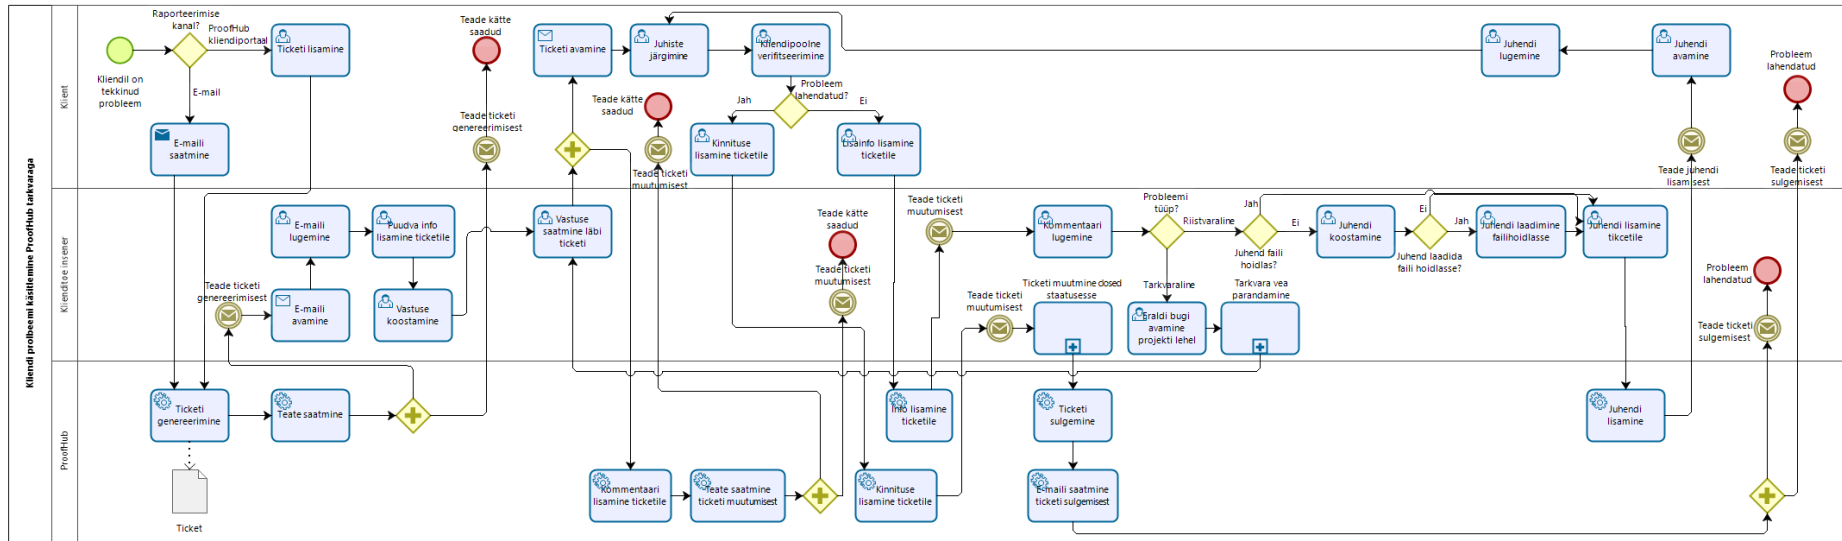 Kliendi prolbeemi käsitlemine ProofHub tarkvaraga
Klient
Klienditoe insener
ProofHub
Kliendil on
tekkinud
probleem
Raporteerimise
kanal?
ProofHub
kliendiportaal
E-mail
Ticketi lisamine
E-maili
saatmine
Teade kätte
saadud
Teade ticketi
genereerimisest
Ticketi avamine
Juhiste
järgimine
Kliendipoolne
verifitseerimine
Probleem
lahendatud?
Jah
Ei
Teade kätte
saadud
Teade ticketi
muutumisest
Kinnituse
lisamine ticketile
Lisainfo lisamine
ticketile
Juhendi
lugemine
Juhendi
avamine
Teade juhendi
lisamisest
Probleem
lahendatud
Teade ticketi
sulgemisest
E-maili
lugemine
Puudva info
lisamine ticketile
Vastuse
saatmine läbi
ticketi
Teade ticketi
genereerimisest
E-maili
avamine
Vastuse
koostamine
Teade kätte
saadud
Teade ticketi
muutumisest
Teade ticketi
muutumisest
Kommentaari
lugemine
Probleemi
tüüp?
Riistvaraline
Tarkvaraline
Jah
Ei
Juhend faili
hoidlas?
Juhendi
koostamine
Ei
Jah
Juhend laadida
faili hoidlasse?
Juhendi laadimine
failihoidlasse
Juhendi lisamine
tikcetile
Teade ticketi
muutumisest
Ticketi muutmine dosed
staatusesse
Eraldi bugi
avamine
projekti lehel
Tarkvara vea
parandamine
Probleem
lahendatud
Teade ticketi
sulgemisest
Ticketi
genereerimine
Teate saatmine
Ticket
Kommentaari
lisamine ticketile
Teate saatmine
ticketi muutumisest
Info lisamine
ticketile
Kinnituse
lisamine ticketile
Ticketi
sulgemine
E-maili saatmine
ticketi sulgemisest
Juhendi
lisamine